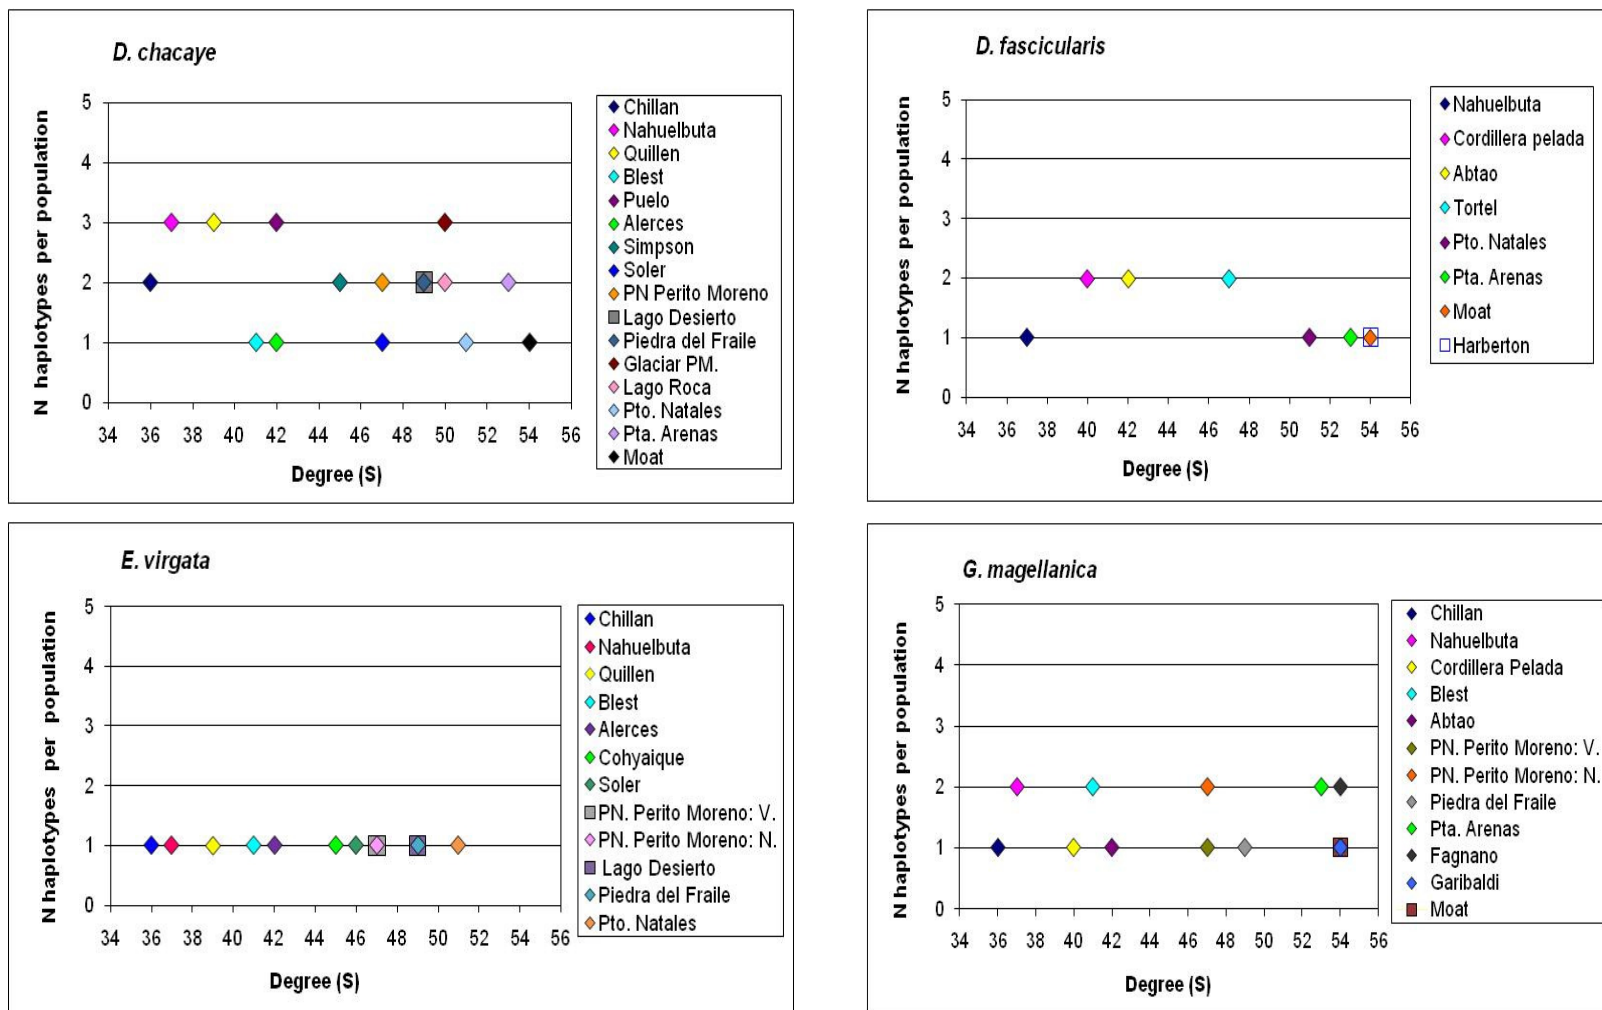 D. chacaye
N haplotypes per population
5
4
3
2
1
0
34 36 38 40 42 44 46 48 50 52 54 56
Degree (S)
Chillan
Nahuelbuta
Quillen
Blest
Puelo
Alerces
Simpson
Soler
PN Perito Moreno
Lago Desierto
Piedra del Fraile
Glaciar PM.
Lago Roca
Pto. Natales
Pta. Arenas
Moat
D. fascicularis
N haplotypes per population
5
4
3
2
1
0
34 36 38 40 42 44 46 48 50 52 54 56
Degree (S)
Nahuelbuta
Cordillera pelada
Abtao
Tortel
Pto. Natales
Pta. Arenas
Moat
Harberton
E. virgata
N haplotypes per population
5
4
3
2
1
0
34 36 38 40 42 44 46 48 50 52 54 56
Degree (S)
Chillan
Nahuelbuta
Quillen
Blest
Alerces
Cohyaique
Soler
PN. Perito Moreno: V.
PN. Perito Moreno: N.
Lago Desierto
Piedra del Fraile
Pto. Natales
G. magellanica
N haplotypes per population
5
4
3
2
1
0
34 36 38 40 42 44 46 48 50 52 54 56
Degree (S)
Chillan
Nahuelbuta
Cordillera Pelada
Blest
Abtao
PN. Perito Moreno: V.
PN. Perito Moreno: N.
Piedra del Fraile
Pta. Arenas
Fagnano
Garibaldi
Moat